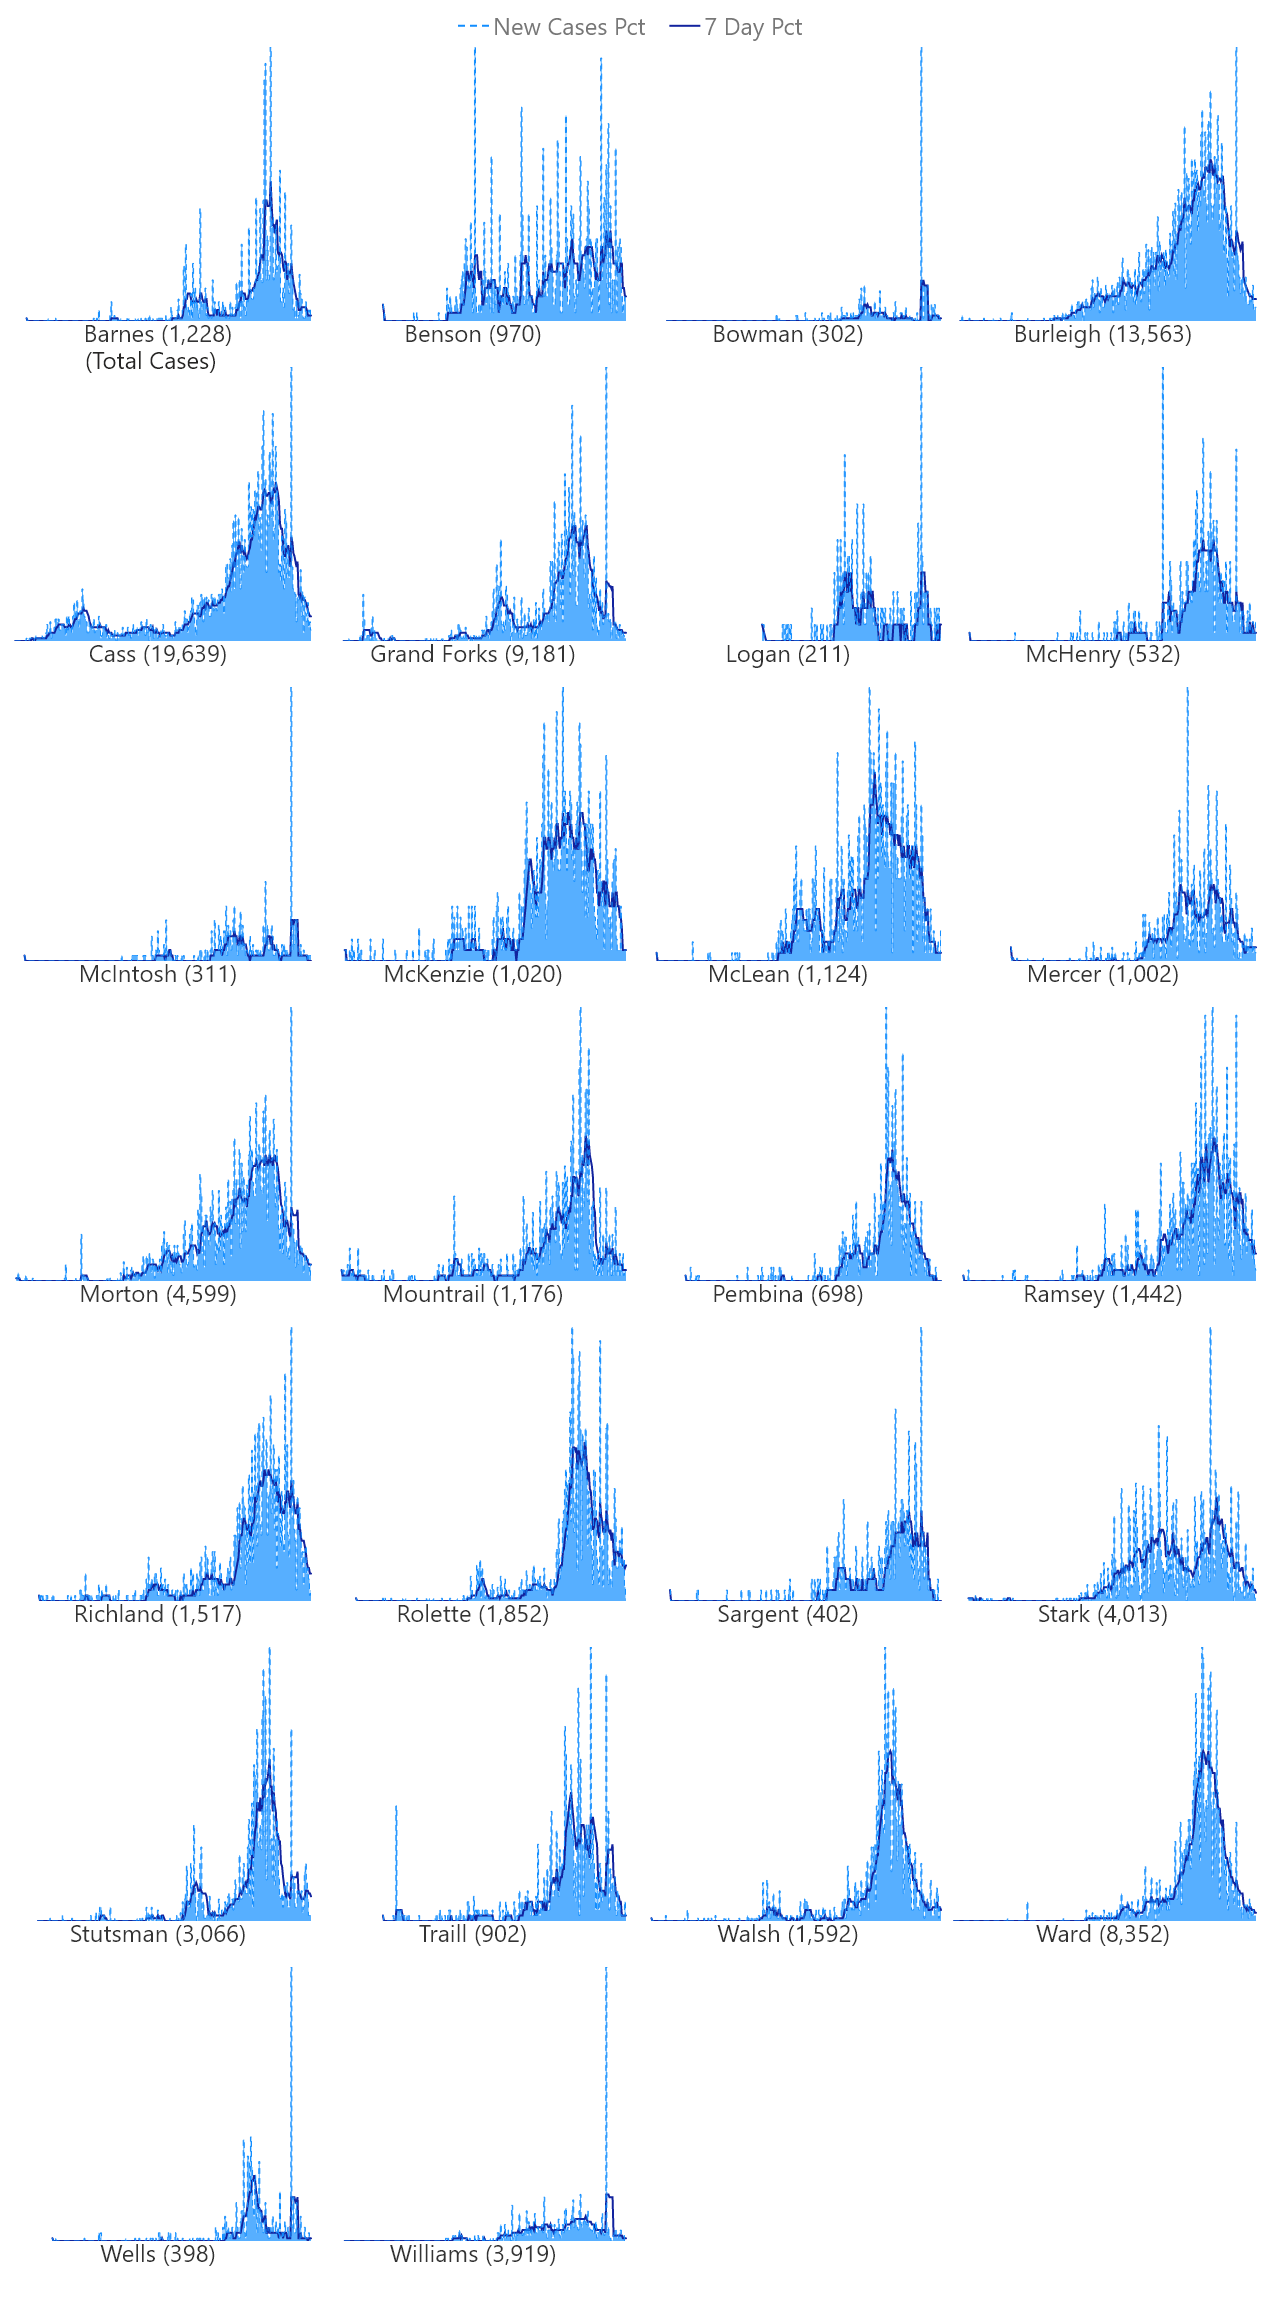 New Cases Pct 7 Day Pct
Barnes (1,228) Benson (970) Bowman (302) Burleigh (13,563)
(Total Cases)
Cass (19,639) Grand Forks (9,181) Logan (211) McHenry (532)
McIntosh (311) McKenzie (1,020) McLean (1,124) Mercer (1,002)
Morton (4,599) Mountrail (1,176) Pembina (698) Ramsey (1,442)
Richland (1,517) Rolette (1,852) Sargent (402) Stark (4,013)
Stutsman (3,066) Traill (902) Walsh (1,592) Ward (8,352)
Wells (398) Williams (3,919)